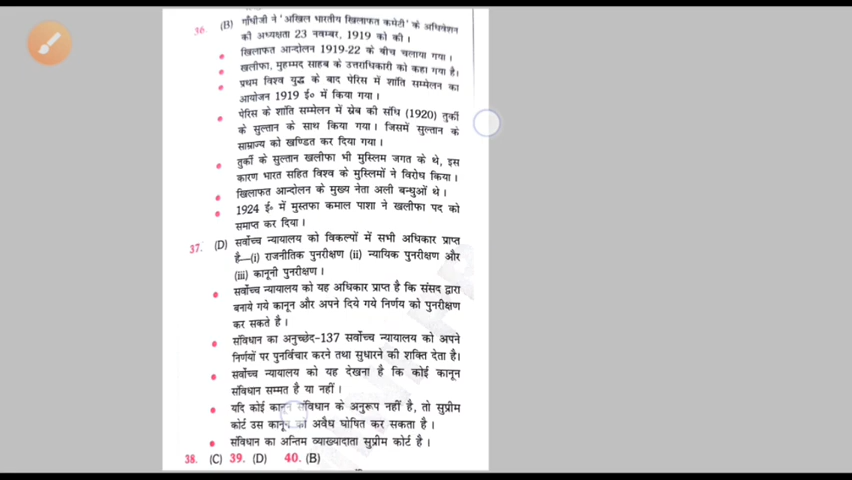 36. (B) गाँधीजी ने 'अखिल भारतीय खिलाफत कमेटी' के अधिवेशन
की अध्यक्षता 23 नवम्बर, 1919 को की।
• खिलाफत आन्दोलन 1919-22 के बीच चलाया गया।
• खलीफा, मुहम्मद साहब के उत्तराधिकारी को कहा गया है।
• प्रथम विश्व युद्ध के बाद पेरिस में शांति सम्मेलन का
आयोजन 1919 ई० में किया गया।
• पेरिस के शांति सम्मेलन में स्रेब की संधि (1920) तुर्की
के सुल्तान के साथ किया गया। जिसमें सुल्तान के
साम्राज्य को खण्डित कर दिया गया।
• तुर्की के सुल्तान खलीफा भी मुस्लिम जगत के थे, इस
कारण भारत सहित विश्व के मुस्लिमों ने विरोध किया।
• खिलाफत आन्दोलन के मुख्य नेता अली बन्धुओं थे।
• 1924 ई० में मुस्तफा कमाल पाशा ने खलीफा पद को
समाप्त कर दिया।
37. (D) सर्वोच्च न्यायालय को विकल्पों में सभी अधिकार प्राप्त
है—(i) राजनीतिक पुनरीक्षण (ii) न्यायिक पुनरीक्षण और
(iii) कानूनी पुनरीक्षण।
• सर्वोच्च न्यायालय को यह अधिकार प्राप्त है कि संसद द्वारा
बनाये गये कानून और अपने दिये गये निर्णय को पुनरीक्षण
कर सकते है।
• संविधान का अनुच्छेद-137 सर्वोच्च न्यायालय को अपने
निर्णयों पर पुनर्विचार करने तथा सुधारने की शक्ति देता है।
• सर्वोच्च न्यायालय को यह देखना है कि कोई कानून
संविधान सम्मत है या नहीं।
• यदि कोई कानून संविधान के अनुरूप नहीं है, तो सुप्रीम
कोर्ट उस कानून को अवैध घोषित कर सकता है।
• संविधान का अन्तिम व्याख्यादाता सुप्रीम कोर्ट है।
38. (C) 39. (D) 40. (B)